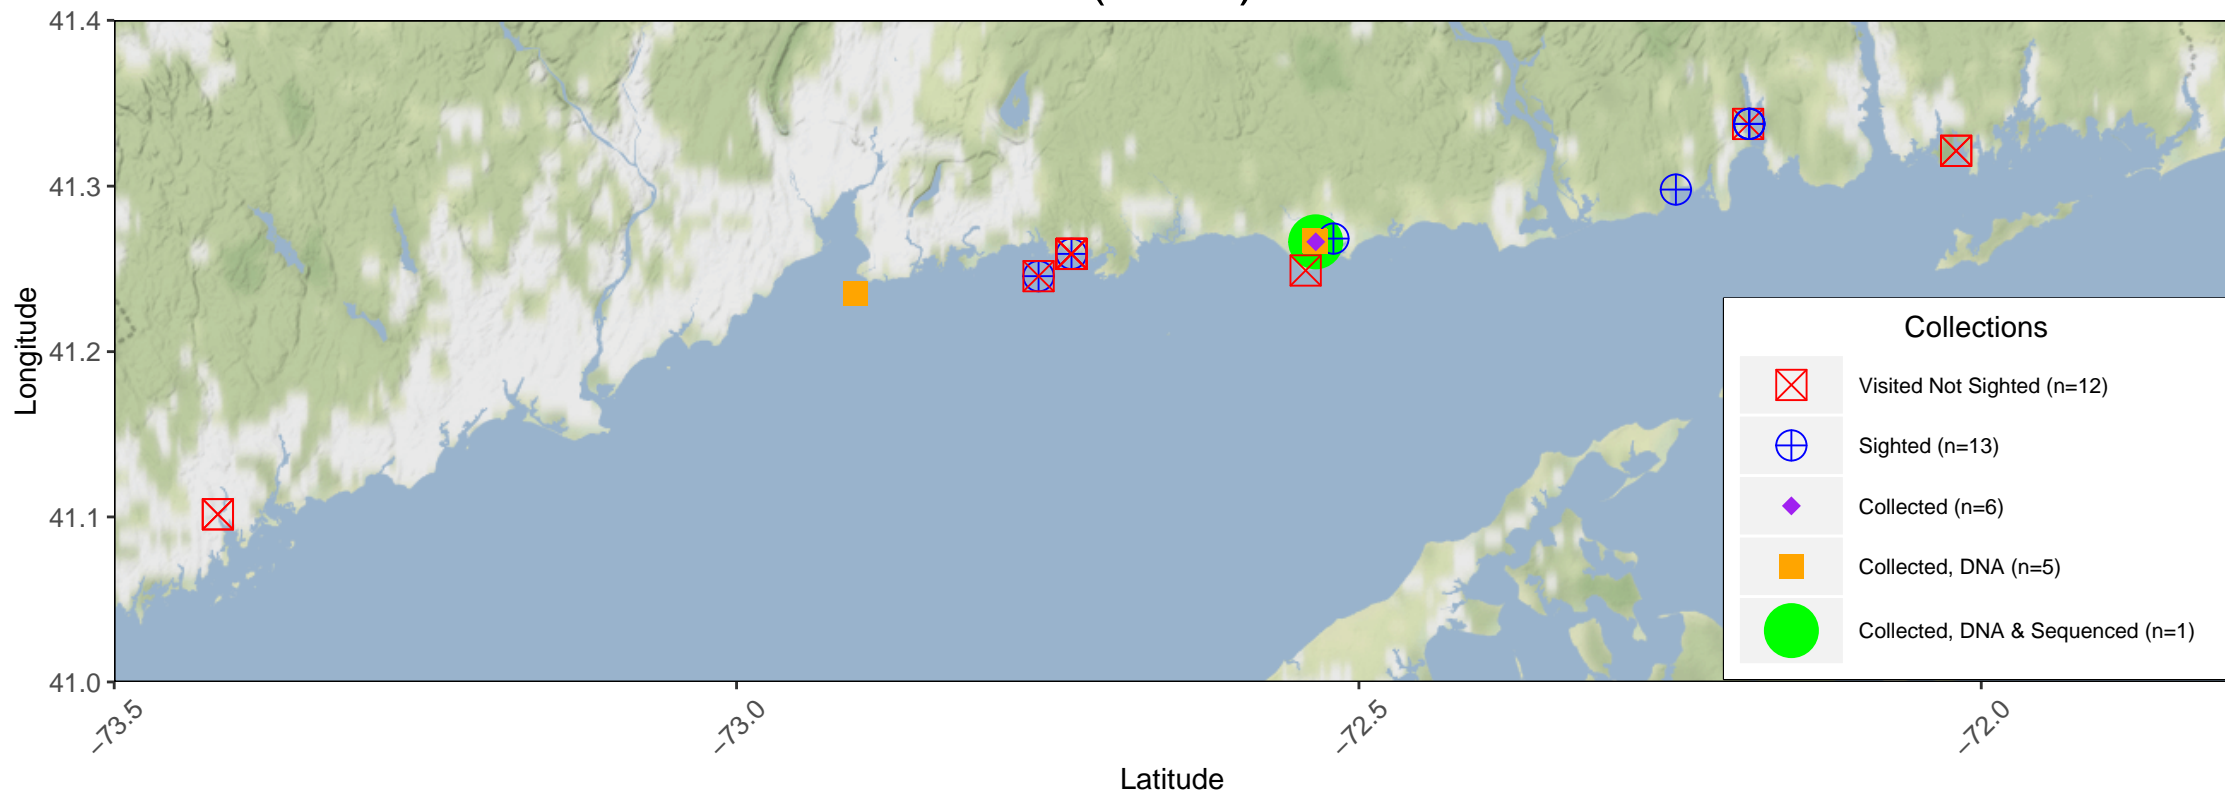 41.4
41.3
41.2
41.1
41.0
Longitude
–73.5
–73.0
–72.5
–72.0
Latitude
Collections
Visited Not Sighted (n=12)
Sighted (n=13)
Collected (n=6)
Collected, DNA (n=5)
Collected, DNA & Sequenced (n=1)